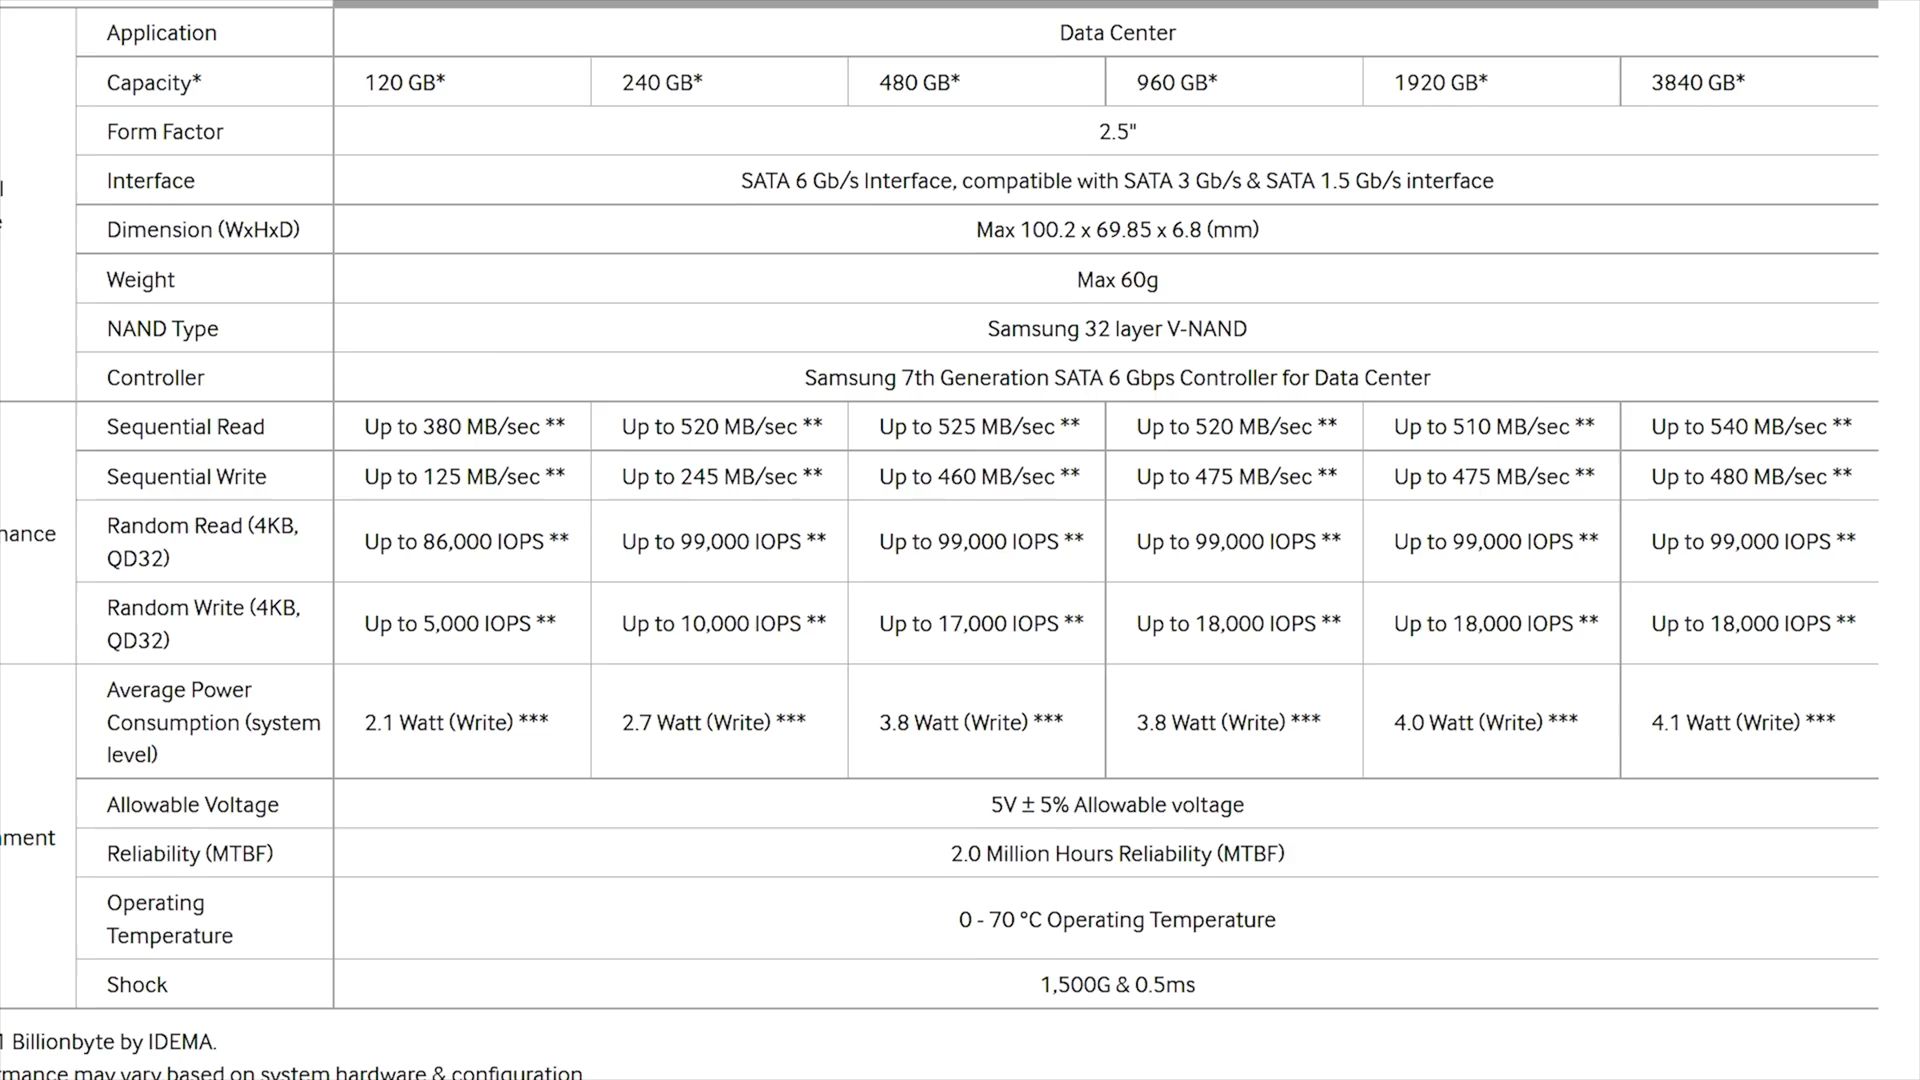 Application Data Center
Capacity* 120 GB* 240 GB* 480 GB* 960 GB* 1920 GB* 3840 GB*
Form Factor 2.5"
Interface SATA 6 Gb/s Interface, compatible with SATA 3 Gb/s & SATA 1.5 Gb/s interface
Dimension (WxHxD) Max 100.2 x 69.85 x 6.8 (mm)
Weight Max 60g
NAND Type Samsung 32 layer V-NAND
Controller Samsung 7th Generation SATA 6 Gbps Controller for Data Center
Sequential Read Up to 380 MB/sec ** Up to 520 MB/sec ** Up to 525 MB/sec ** Up to 520 MB/sec ** Up to 510 MB/sec ** Up to 540 MB/sec **
Sequential Write Up to 125 MB/sec ** Up to 245 MB/sec ** Up to 460 MB/sec ** Up to 475 MB/sec ** Up to 475 MB/sec ** Up to 480 MB/sec **
mance
Random Read (4KB,
QD32)
Up to 86,000 IOPS ** Up to 99,000 IOPS ** Up to 99,000 IOPS ** Up to 99,000 IOPS ** Up to 99,000 IOPS ** Up to 99,000 IOPS **
Random Write (4KB,
QD32)
Up to 5,000 IOPS ** Up to 10,000 IOPS ** Up to 17,000 IOPS ** Up to 18,000 IOPS ** Up to 18,000 IOPS ** Up to 18,000 IOPS **
Average Power
Consumption (system
level)
2.1 Watt (Write) *** 2.7 Watt (Write) *** 3.8 Watt (Write) *** 3.8 Watt (Write) *** 4.0 Watt (Write) *** 4.1 Watt (Write) ***
Allowable Voltage 5V ± 5% Allowable voltage
nment
Reliability (MTBF) 2.0 Million Hours Reliability (MTBF)
Operating
Temperature
0 - 70 °C Operating Temperature
Shock 1,500G & 0.5ms
1 Billionbyte by IDEMA.
rmance may vary based on system hardware & configuration